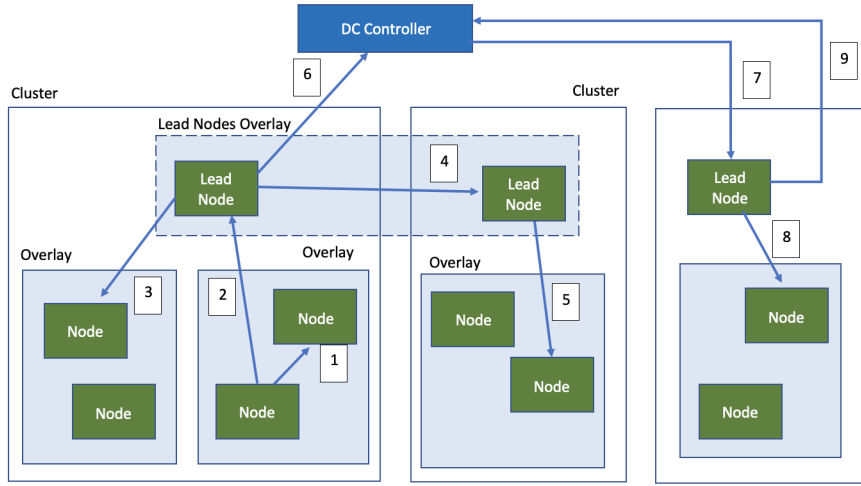 DC Controller
9
6
7
Cluster
Cluster
Lead Nodes Overlay
4
Lead
Node
Lead
Node
Lead
Node
8
Overlay
Overlay
Overlay
3
2
5
Node
Node
Node
Node
1
Node
Node
Node
Node